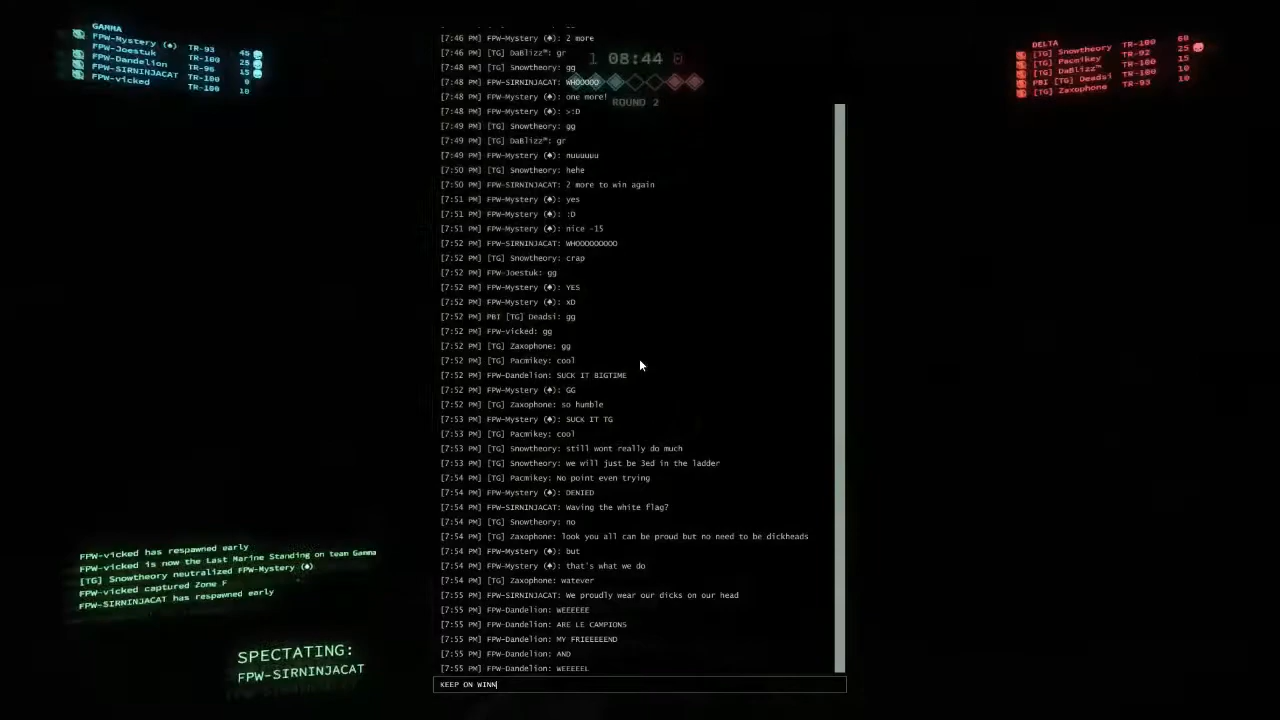 GAMMA
FPW-Mystery (♠) TR-93 45
FPW-Joestuk TR-100 25
FPW-Dandelion TR-96 15
FPW-SIRNINJACAT TR-100 0
FPW-vicked TR-100 10
1 08:44 0
ROUND 2
DELTA 60
[TG] Snowtheory TR-100 25
[TG] Pacmikey TR-92 15
[TG] DaBlizz™ TR-100 10
PBI [TG] Deadsi TR-100 10
[TG] Zaxophone TR-93
[7:46 PM] FPW-Mystery (♠): 2 more
[7:46 PM] [TG] DaBlizz™: gr
[7:48 PM] [TG] Snowtheory: gg
[7:48 PM] FPW-SIRNINJACAT: WHOOOOO
[7:48 PM] FPW-Mystery (♠): one more!
[7:48 PM] FPW-Mystery (♠): >:D
[7:49 PM] [TG] Snowtheory: gg
[7:49 PM] [TG] DaBlizz™: gr
[7:49 PM] FPW-Mystery (♠): nuuuuuu
[7:50 PM] [TG] Snowtheory: hehe
[7:50 PM] FPW-SIRNINJACAT: 2 more to win again
[7:51 PM] FPW-Mystery (♠): yes
[7:51 PM] FPW-Mystery (♠): :D
[7:51 PM] FPW-Mystery (♠): nice -15
[7:52 PM] FPW-SIRNINJACAT: WHOOOOOOOOO
[7:52 PM] [TG] Snowtheory: crap
[7:52 PM] FPW-Joestuk: gg
[7:52 PM] FPW-Mystery (♠): YES
[7:52 PM] FPW-Mystery (♠): xD
[7:52 PM] PBI [TG] Deadsi: gg
[7:52 PM] FPW-vicked: gg
[7:52 PM] [TG] Zaxophone: gg
[7:52 PM] [TG] Pacmikey: cool
[7:52 PM] FPW-Dandelion: SUCK IT BIGTIME
[7:52 PM] FPW-Mystery (♠): GG
[7:52 PM] [TG] Zaxophone: so humble
[7:53 PM] FPW-Mystery (♠): SUCK IT TG
[7:53 PM] [TG] Pacmikey: cool
[7:53 PM] [TG] Snowtheory: still wont really do much
[7:53 PM] [TG] Snowtheory: we will just be 3ed in the ladder
[7:54 PM] [TG] Pacmikey: No point even trying
[7:54 PM] FPW-Mystery (♠): DENIED
[7:54 PM] FPW-SIRNINJACAT: Waving the white flag?
[7:54 PM] [TG] Snowtheory: no
[7:54 PM] [TG] Zaxophone: look you all can be proud but no need to be dickheads
[7:54 PM] FPW-Mystery (♠): but
[7:54 PM] FPW-Mystery (♠): that's what we do
[7:54 PM] [TG] Zaxophone: watever
[7:55 PM] FPW-SIRNINJACAT: We proudly wear our dicks on our head
[7:55 PM] FPW-Dandelion: WEEEEEE
[7:55 PM] FPW-Dandelion: ARE LE CAMPIONS
[7:55 PM] FPW-Dandelion: MY FRIEEEEEND
[7:55 PM] FPW-Dandelion: AND
[7:55 PM] FPW-Dandelion: WEEEEEL
KEEP ON WINN
FPW-vicked has respawned early
FPW-vicked is now the Last Marine Standing on team Gamma
[TG] Snowtheory neutralized FPW-Mystery (♠)
FPW-vicked captured Zone F
FPW-SIRNINJACAT has respawned early
SPECTATING:
FPW-SIRNINJACAT